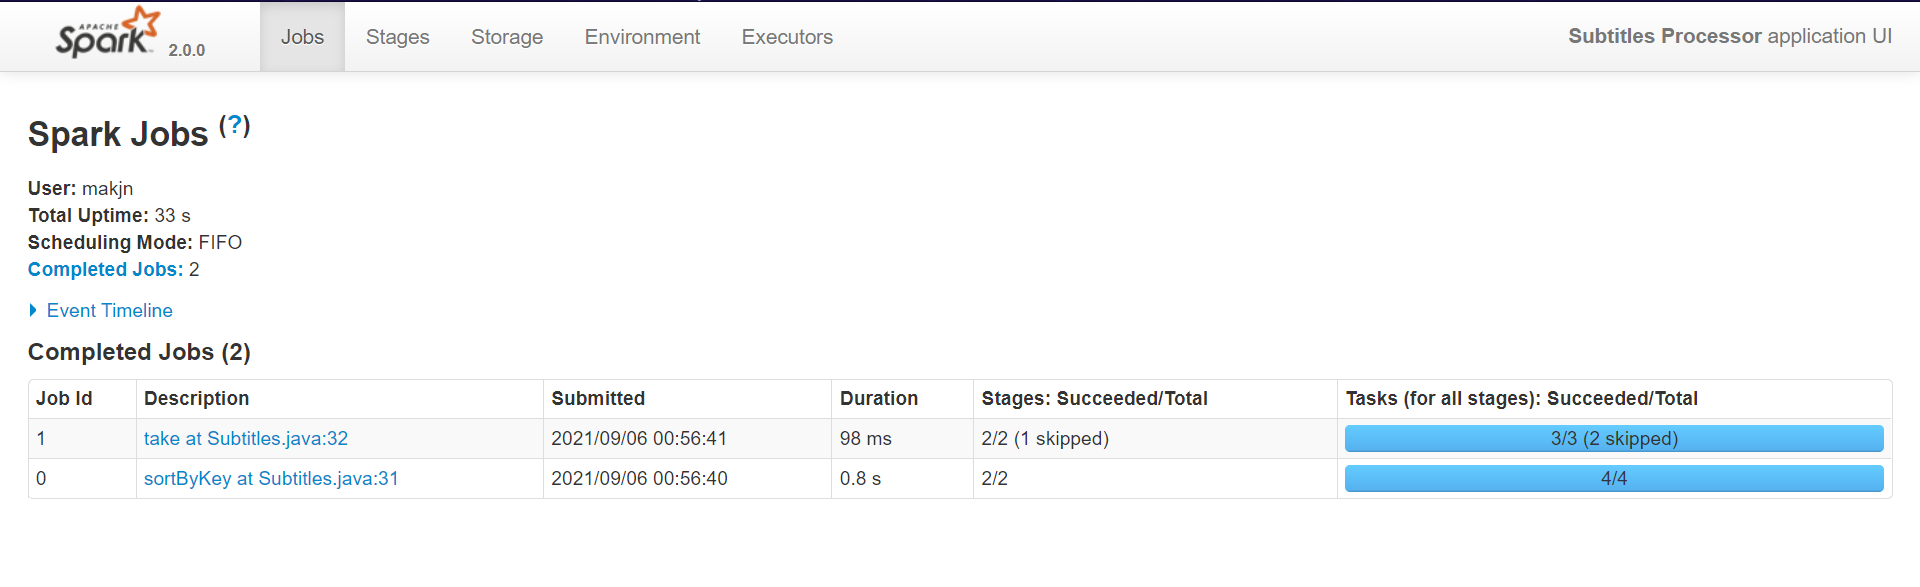 APACHE Spark™ 2.0.0 Jobs Stages Storage Environment Executors Subtitles Processor application UI
Spark Jobs (?)
User: makjn
Total Uptime: 33 s
Scheduling Mode: FIFO
Completed Jobs: 2
Event Timeline
Completed Jobs (2)
Job Id Description Submitted Duration Stages: Succeeded/Total Tasks (for all stages): Succeeded/Total
1 take at Subtitles.java:32 2021/09/06 00:56:41 98 ms 2/2 (1 skipped) 3/3 (2 skipped)
0 sortByKey at Subtitles.java:31 2021/09/06 00:56:40 0.8 s 2/2 4/4